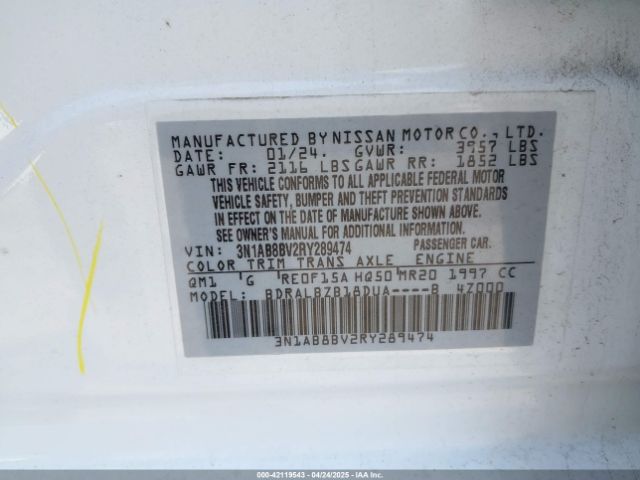 MANUFACTURED BY NISSAN MOTOR CO., LTD.
DATE: 01/24. GVWR: 3957 LBS
GAWR FR: 2116 LBS GAWR RR: 1852 LBS
THIS VEHICLE CONFORMS TO ALL APPLICABLE FEDERAL MOTOR
VEHICLE SAFETY, BUMPER AND THEFT PREVENTION STANDARDS
IN EFFECT ON THE DATE OF MANUFACTURE SHOWN ABOVE.
SEE OWNER'S MANUAL FOR ADDITIONAL INFORMATION.
VIN: 3N1AB8BV2RY289474 PASSENGER CAR.
COLOR TRIM TRANS AXLE ENGINE
QM1 'G 'RE0F15A HQ50 MR20 1997 CC
MODEL: BDRALBZB18DUA----B 4Z000
3N1AB8BV2RY289474
000-42119543 - 04/24/2025 - IAAI Inc.